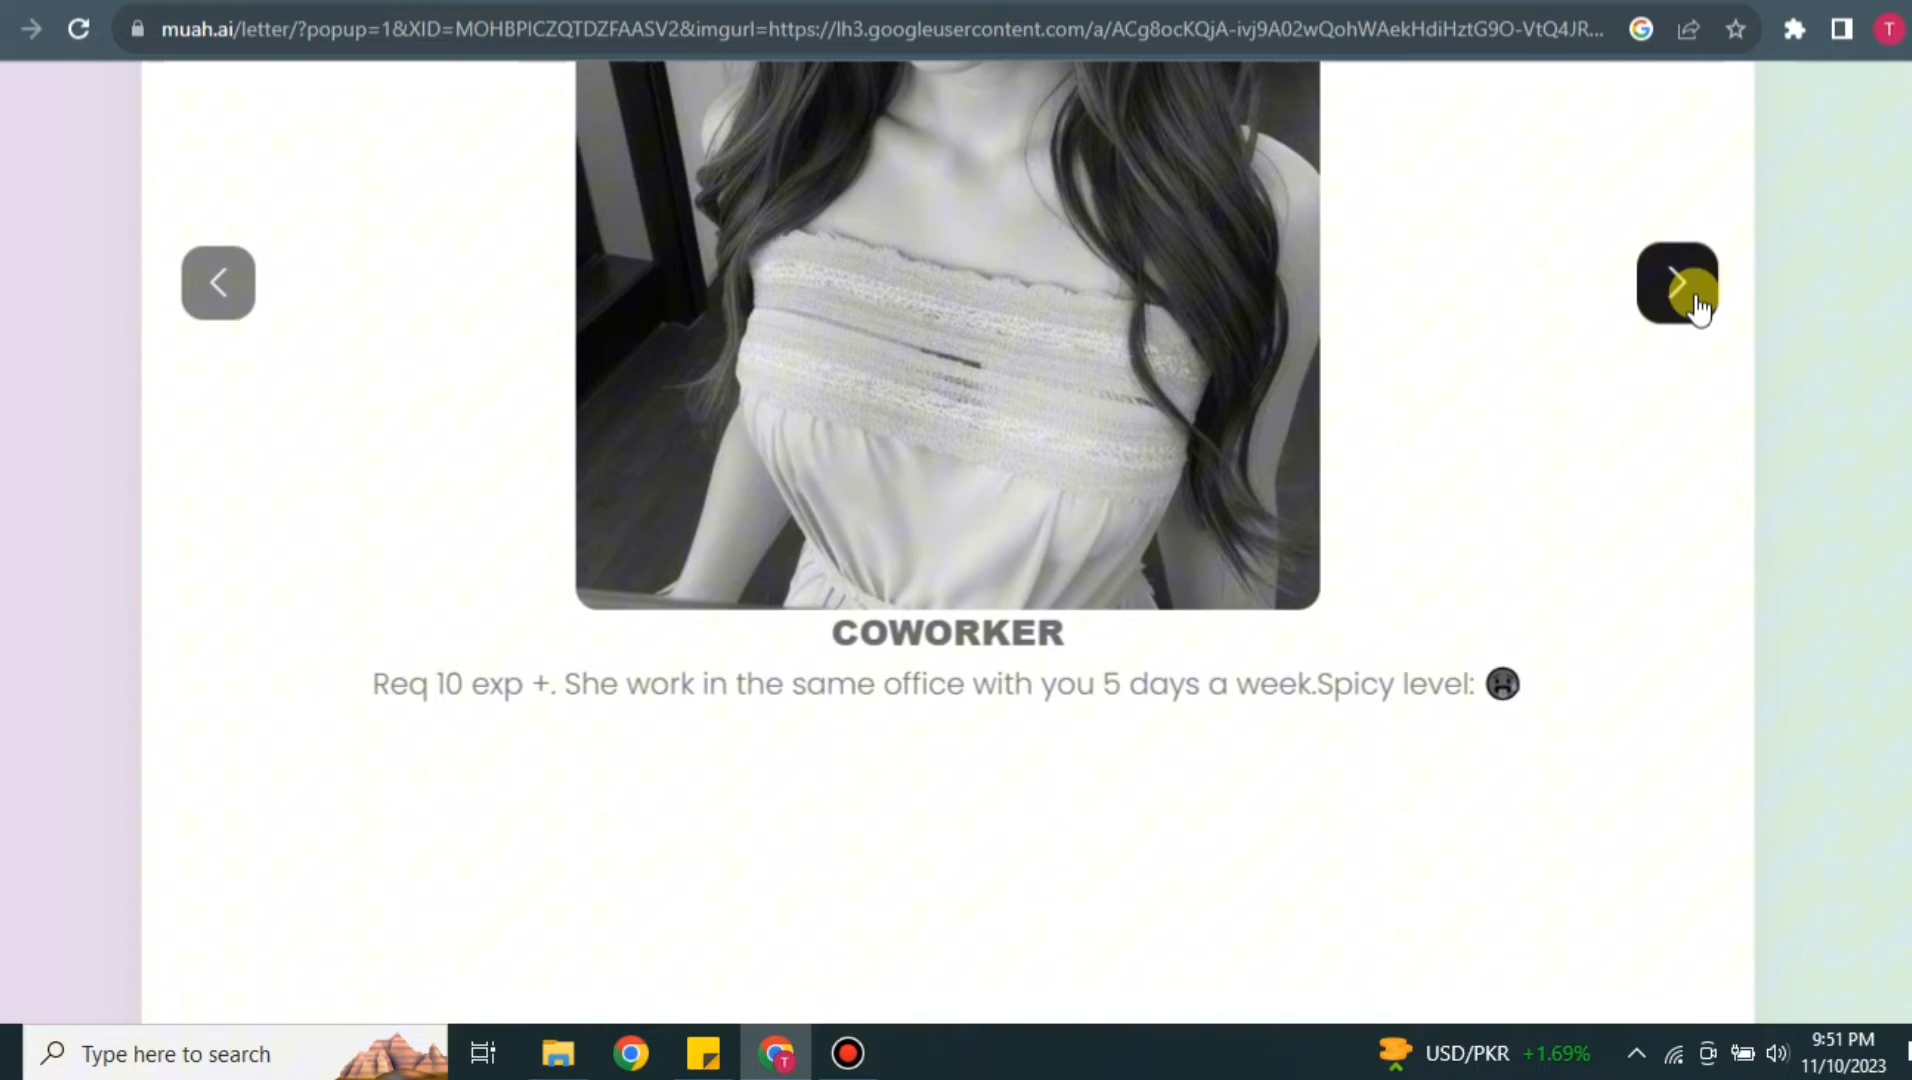 muah.ai/letter/?popup=1&XID=MOHBPICZQTDZFAASV2&imgurl=https://lh3.googleusercontent.com/a/ACg8ocKQjA-ivj9A02wQohWAekHdiHztG9O-VtQ4JR...
T
COWORKER
Req 10 exp +. She work in the same office with you 5 days a week.Spicy level:
Type here to search
T
USD/PKR +1.69%
9:51 PM
11/10/2023